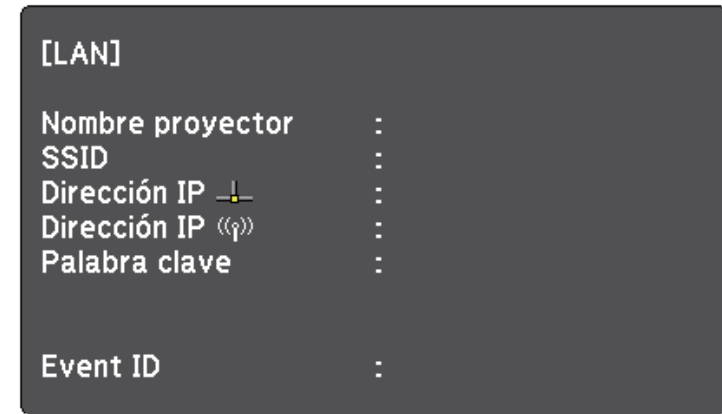 [LAN]
Nombre proyector :
SSID :
Dirección IP :
Dirección IP :
Palabra clave :
Event ID :